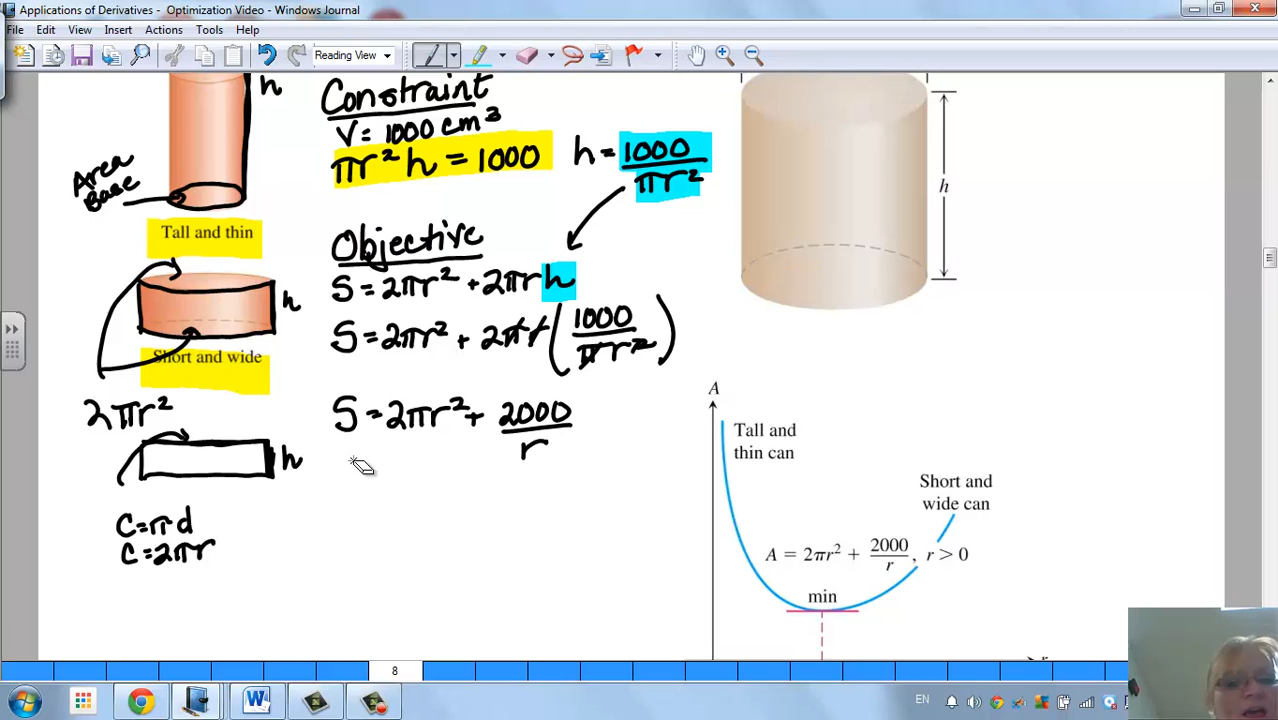 Applications of Derivatives - Optimization Video - Windows Journal
File Edit View Insert Actions Tools Help
Reading View
h
Constraint
V = 1000 cm³
πr²h = 1000
h = 1000/πr²
Area
Base
Tall and thin
h
Objective
S = 2πr² + 2πrh
h
S = 2πr² + 2πr (1000/πr²)
Short and wide
2πr²
S = 2πr² + 2000/r
h
C = πd
C = 2πr
A
Tall and
thin can
Short and
wide can
A = 2πr² + 2000/r, r > 0
min
8
EN